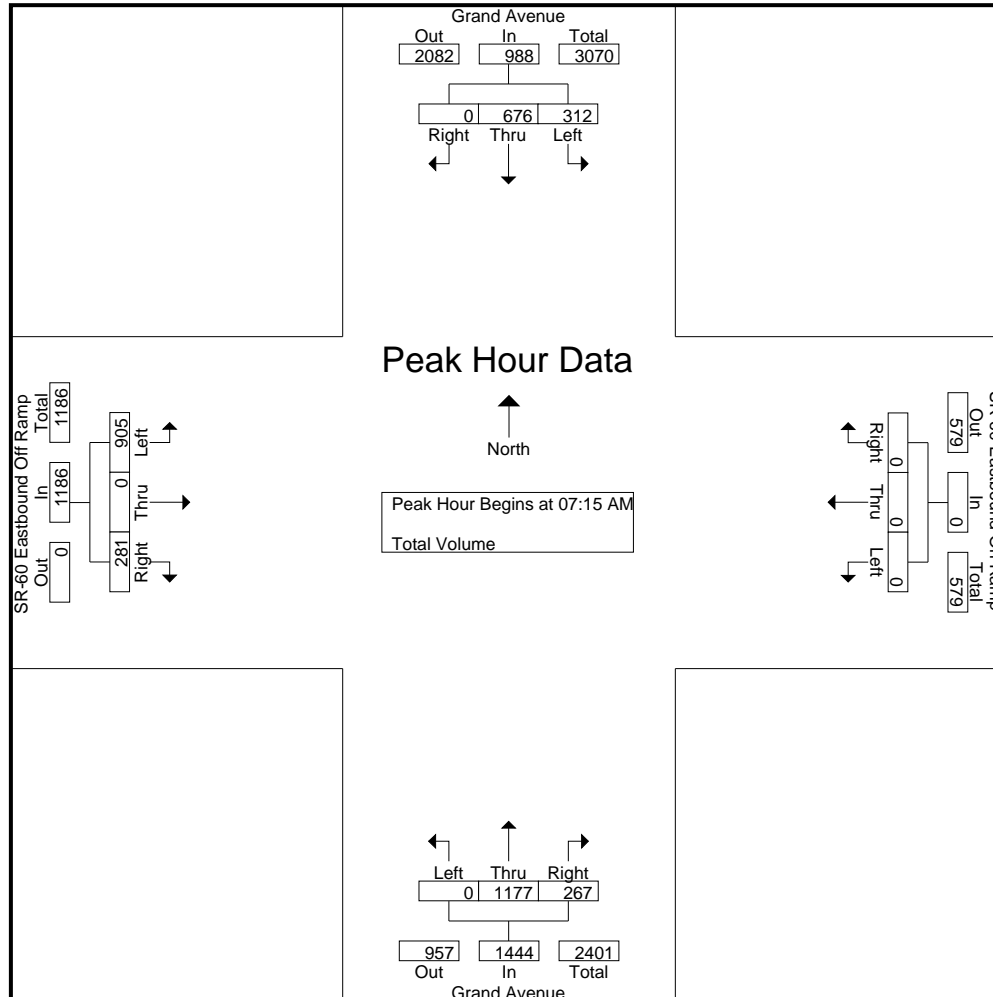 Grand Avenue
Out In Total
2082 988 3070
0 676 312
Right Thru Left
Peak Hour Data
North
Peak Hour Begins at 07:15 AM
Total Volume
SR-60 Eastbound Off Ramp
Total In Out
1186 1186 0
905 0 281
Left Thru Right
Out In Total
579 0 579
0 0 0
Right Thru Left
Left Thru Right
0 1177 267
957 1444 2401
Out In Total
Grand Avenue